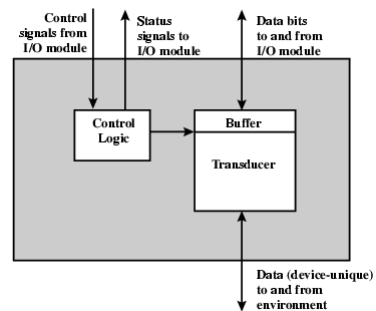 Control
signals from
I/O module
Status
signals to
I/O module
Data bits
to and from
I/O module
Control
Logic
Buffer
Transducer
Data (device-unique)
to and from
environment